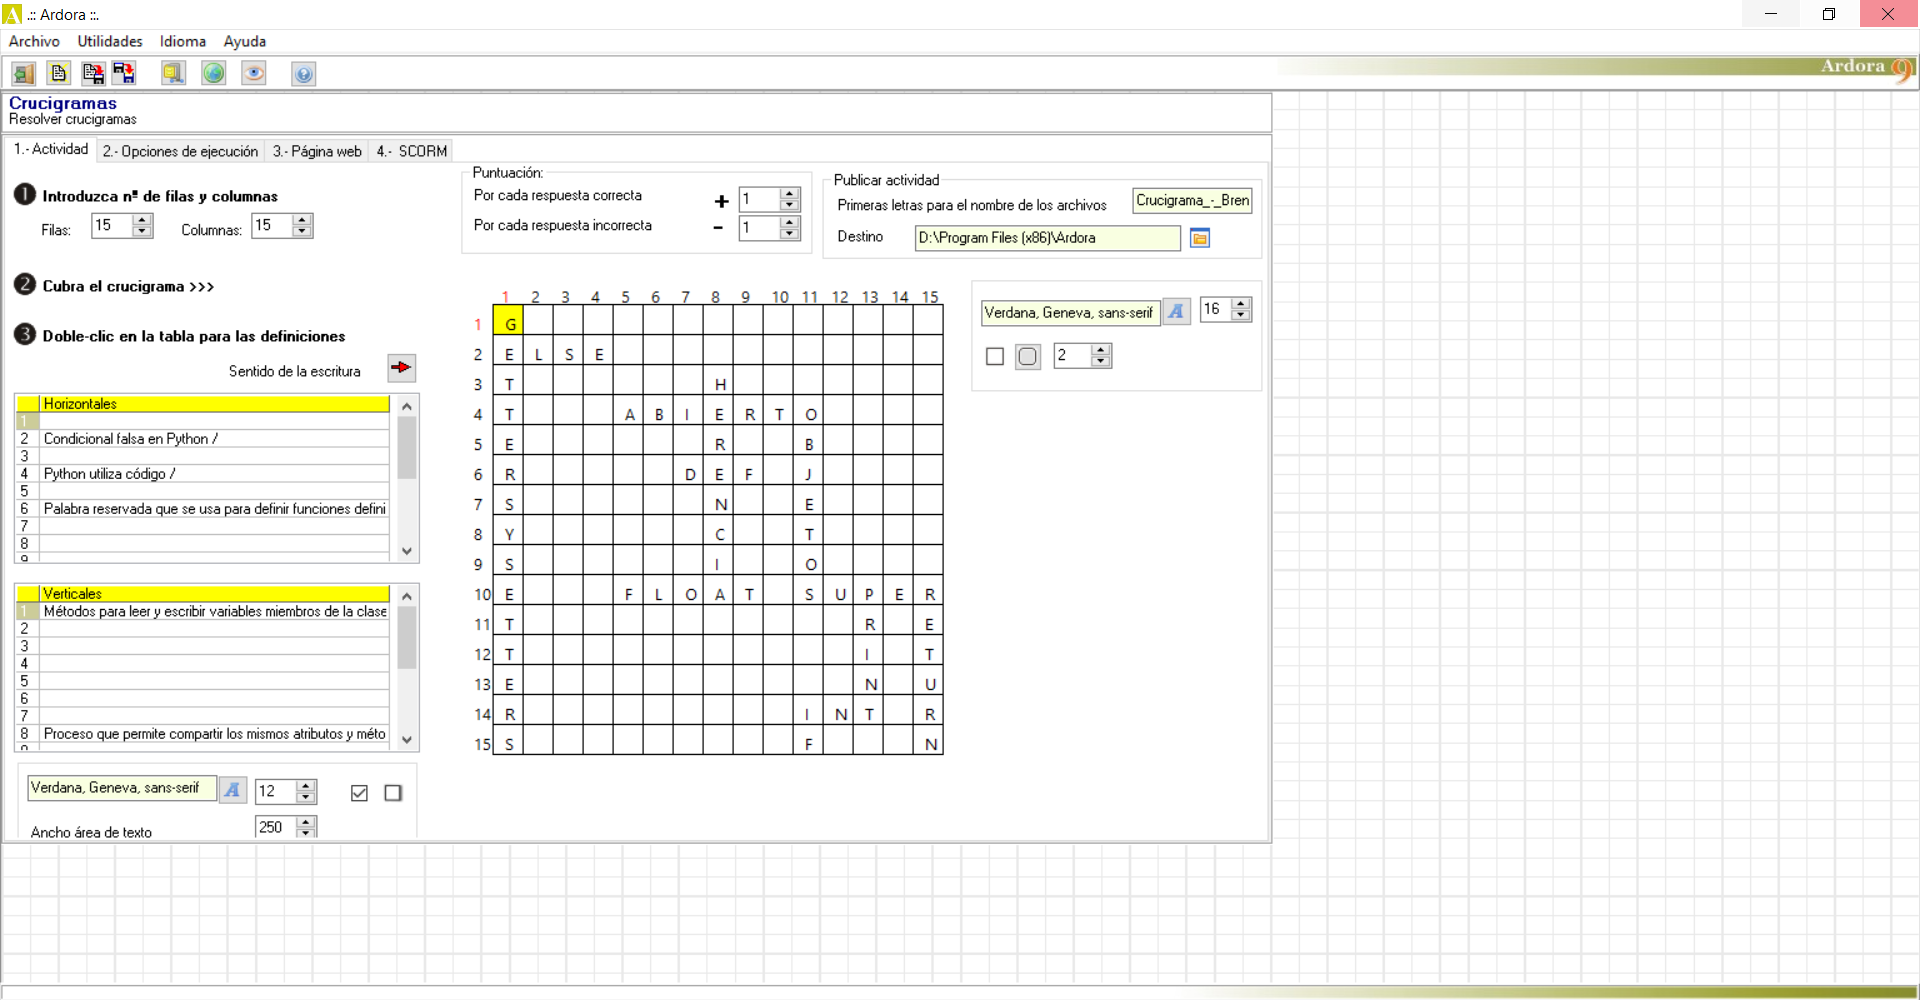 .:: Ardora ::.
Archivo Utilidades Idioma Ayuda
Ardora 9
Crucigramas
Resolver crucigramas
1.- Actividad 2.- Opciones de ejecución 3.- Página web 4.- SCORM
1 Introduzca nº de filas y columnas
Filas: 15 Columnas: 15
Puntuación:
Por cada respuesta correcta + 1
Por cada respuesta incorrecta - 1
Publicar actividad
Primeras letras para el nombre de los archivos Crucigrama_-_Bren
Destino D:\Program Files (x86)\Ardora
2 Cubra el crucigrama >>>
3 Doble-clic en la tabla para las definiciones
Sentido de la escritura
Horizontales
1
2 Condicional falsa en Python /
3
4 Python utiliza código /
5
6 Palabra reservada que se usa para definir funciones defini
7
8
9
Verticales
1 Métodos para leer y escribir variables miembros de la clase
2
3
4
5
6
7
8 Proceso que permite compartir los mismos atributos y méto
9
Verdana, Geneva, sans-serif A 12
Ancho área de texto 250
1 2 3 4 5 6 7 8 9 10 11 12 13 14 15
1 G
2 E L S E
3 T H
4 T A B I E R T O
5 E R B
6 R D E F J
7 S N E
8 Y C T
9 S I O
10 E F L O A T S U P E R
11 T R E
12 T I T
13 E N U
14 R I N T R
15 S F N
Verdana, Geneva, sans-serif A 16
2